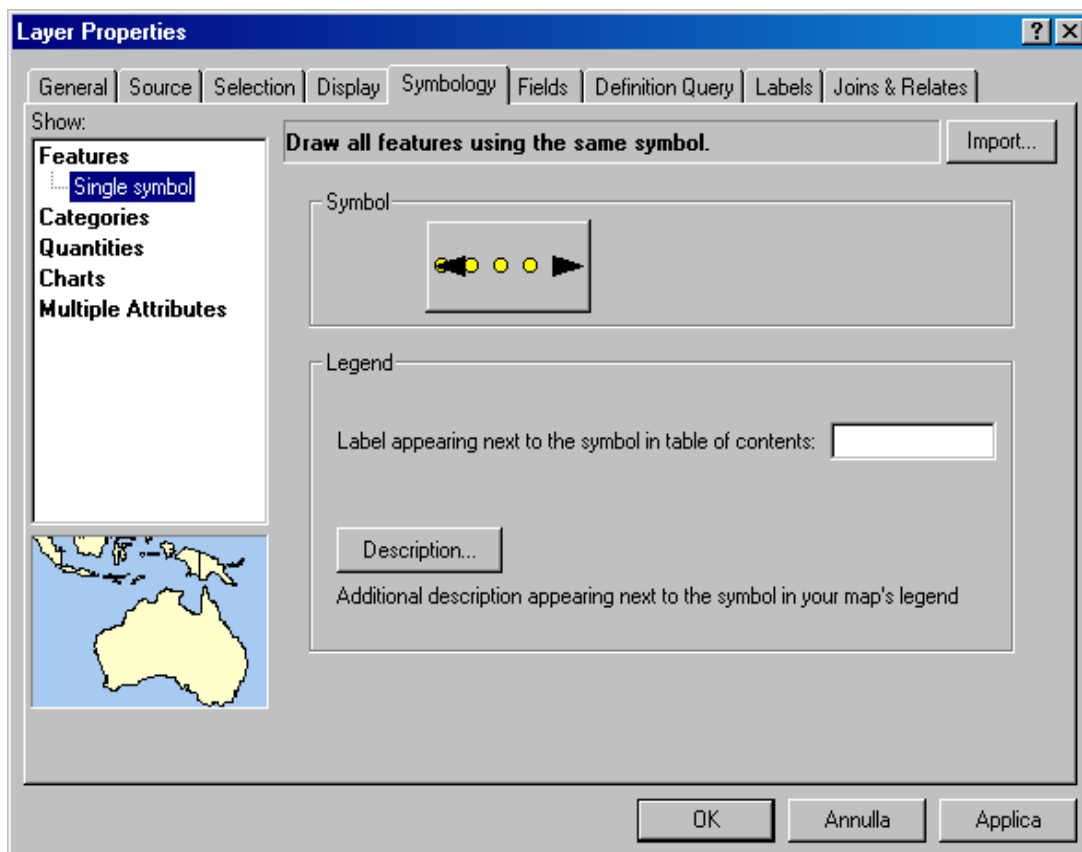 Layer Properties
General Source Selection Display Symbology Fields Definition Query Labels Joins & Relates
Show:
Features
Single symbol
Categories
Quantities
Charts
Multiple Attributes
Draw all features using the same symbol.
Import...
Symbol
Legend
Label appearing next to the symbol in table of contents:
Description...
Additional description appearing next to the symbol in your map's legend
OK Annulla Applica